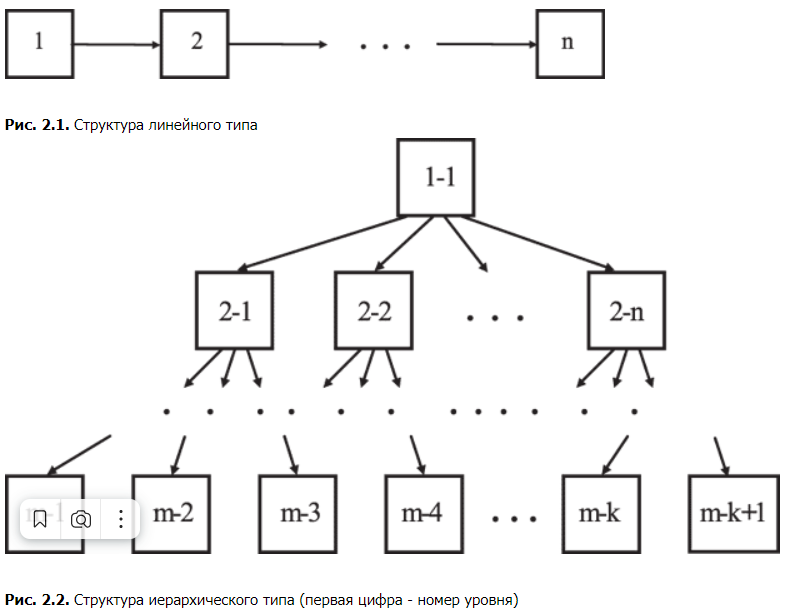 1 2 . . . n
Рис. 2.1. Структура линейного типа
1-1
2-1 2-2 . . . 2-n
m-2 m-3 m-4 . . . m-k m-k+1
Рис. 2.2. Структура иерархического типа (первая цифра - номер уровня)